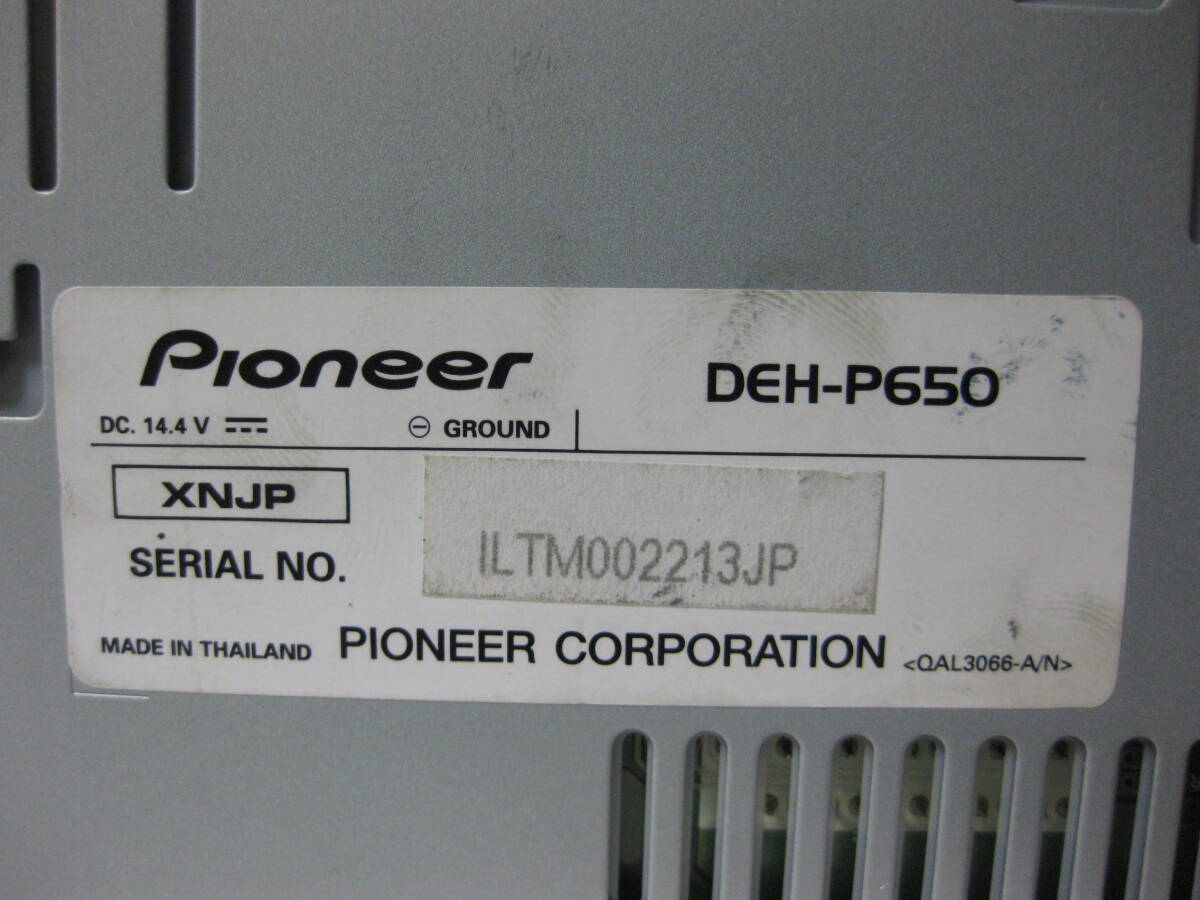 Pioneer DEH-P650
DC. 14.4 V ⎓ ⊖ GROUND
XNJP
SERIAL NO. ILTM002213JP
MADE IN THAILAND PIONEER CORPORATION <QAL3066-A/N>